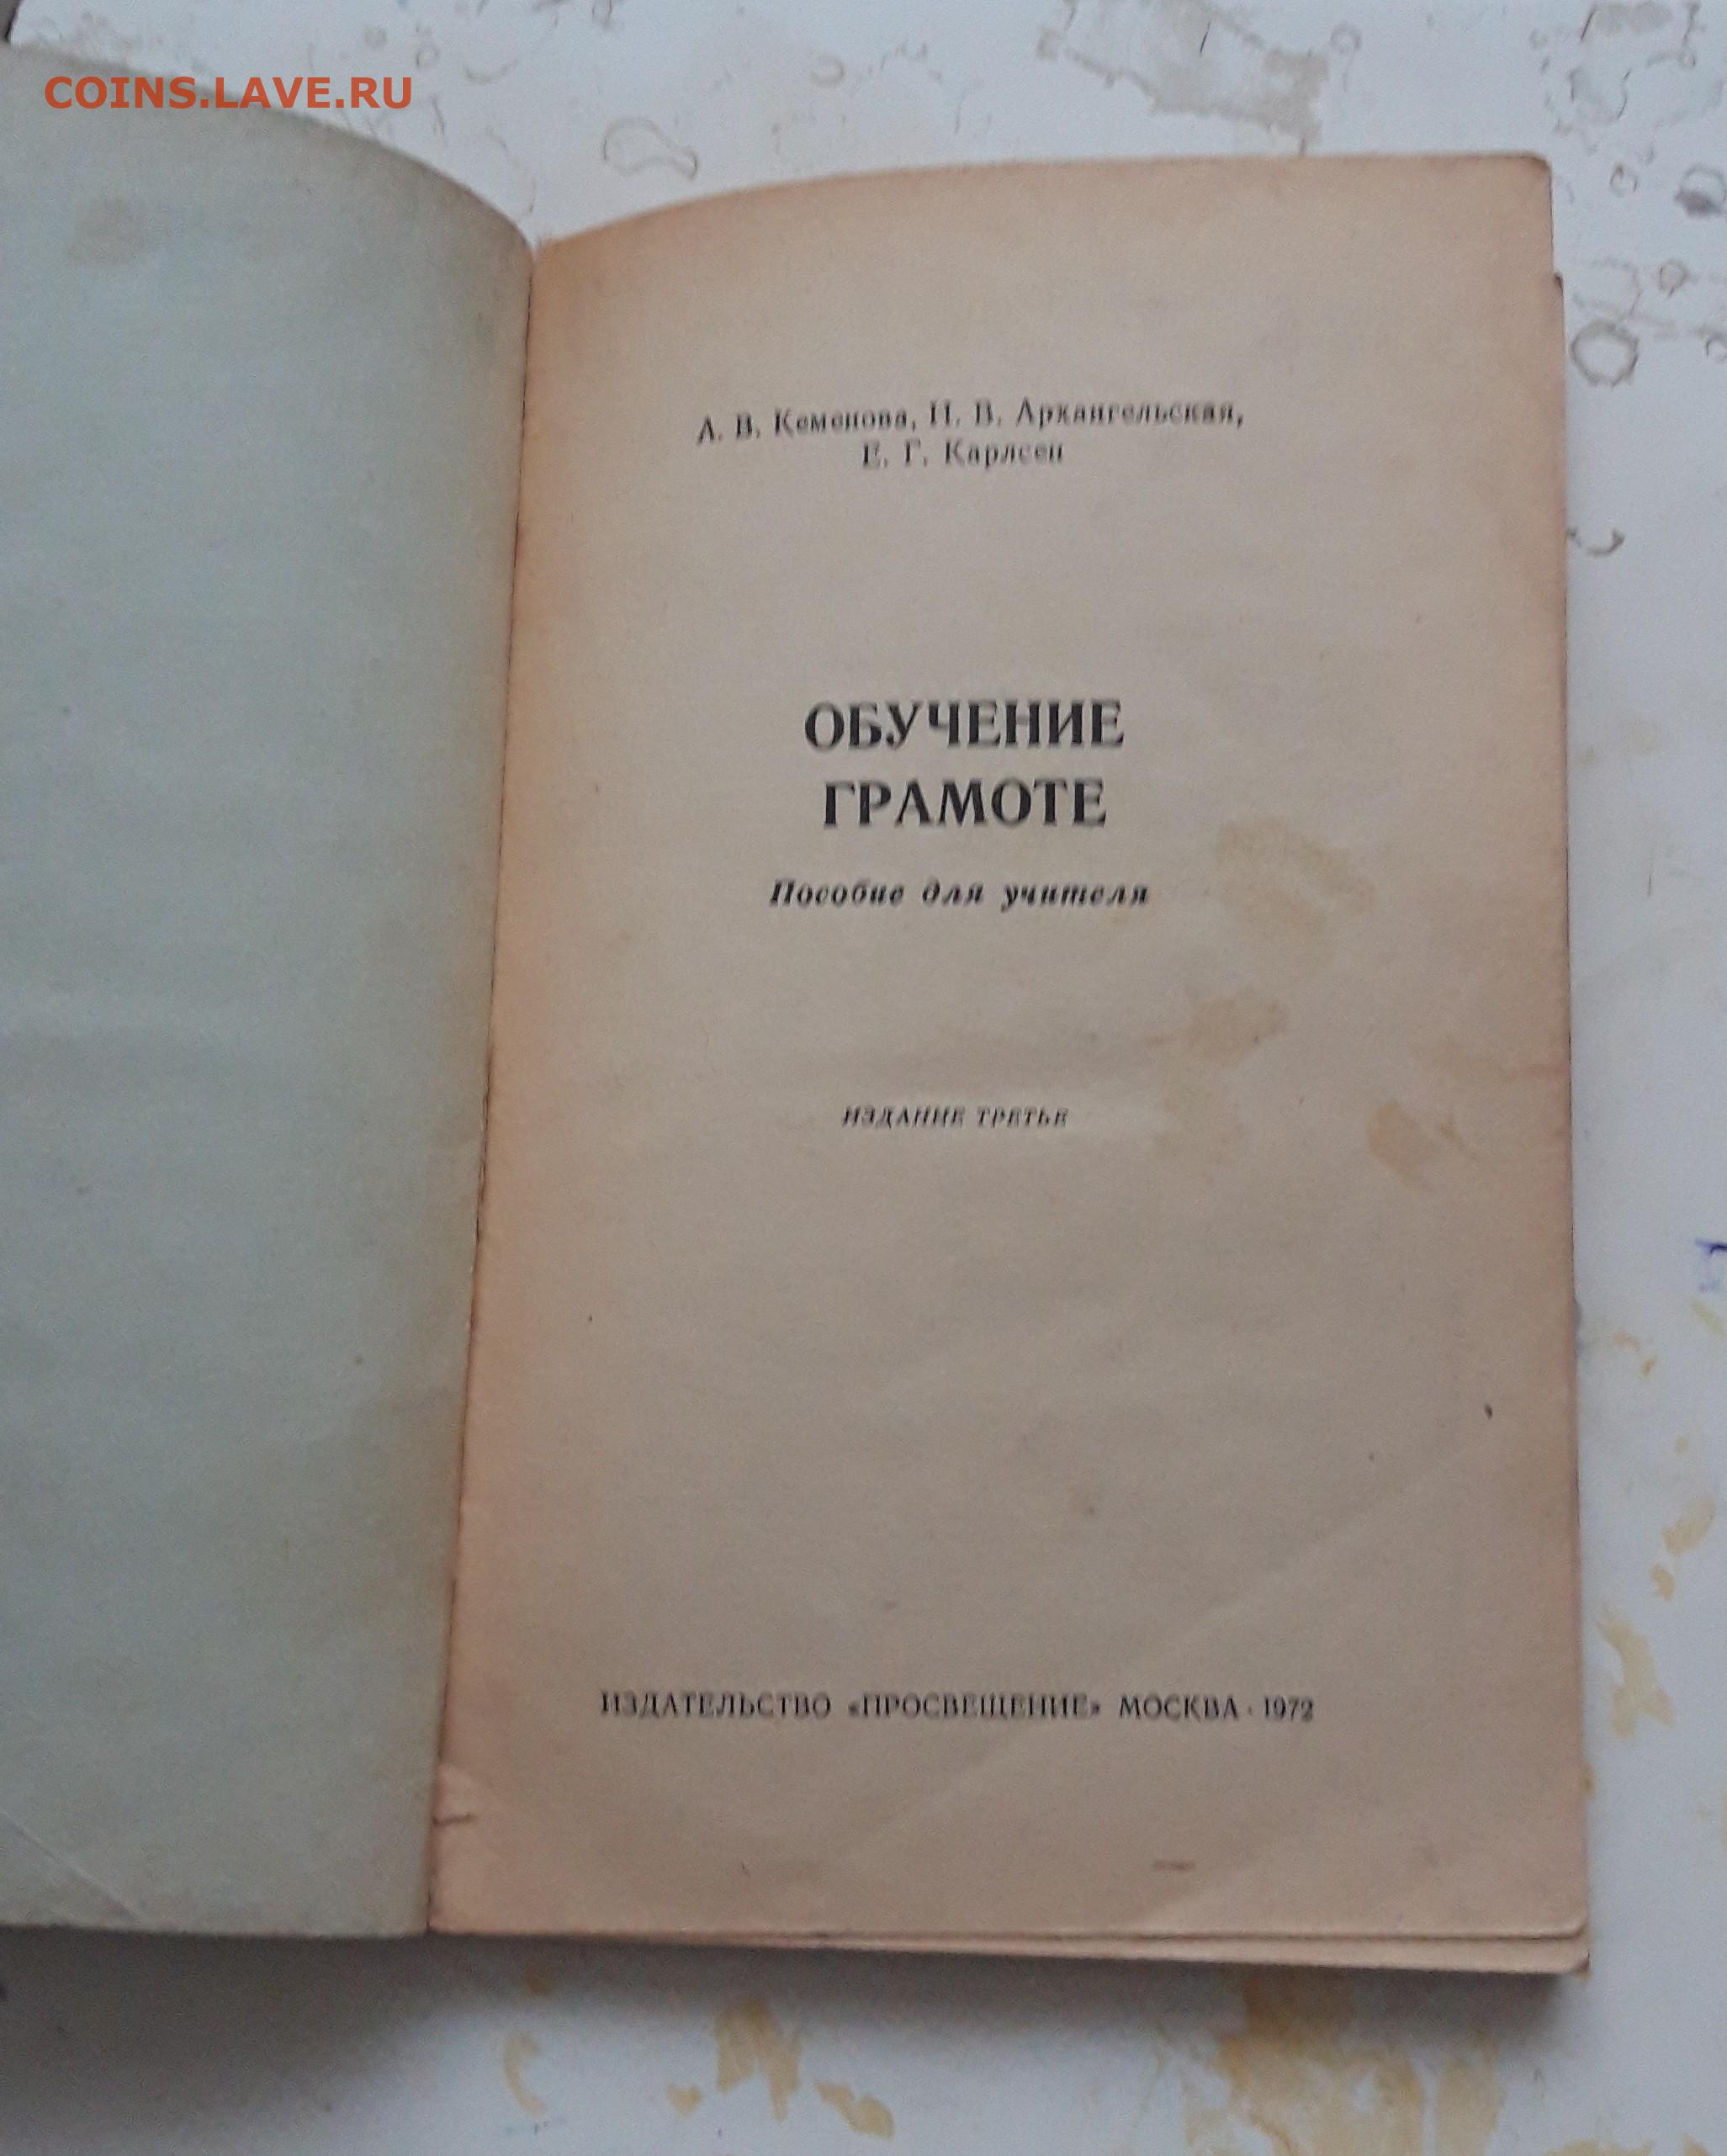 COINS.LAVE.RU
А. В. Кеменова, Н. В. Архангельская,
Е. Г. Карлсен
ОБУЧЕНИЕ
ГРАМОТЕ
Пособие для учителя
ИЗДАНИЕ ТРЕТЬЕ
ИЗДАТЕЛЬСТВО «ПРОСВЕЩЕНИЕ» МОСКВА · 1972